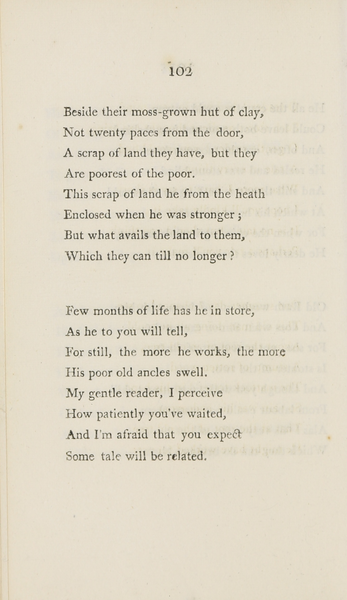 102
Beside their moss-grown hut of clay,
Not twenty paces from the door,
A scrap of land they have, but they
Are poorest of the poor.
This scrap of land he from the heath
Enclosed when he was stronger;
But what avails the land to them,
Which they can till no longer?
Few months of life has he in store,
As he to you will tell,
For still, the more he works, the more
His poor old ancles swell.
My gentle reader, I perceive
How patiently you've waited,
And I'm afraid that you expect
Some tale will be related.